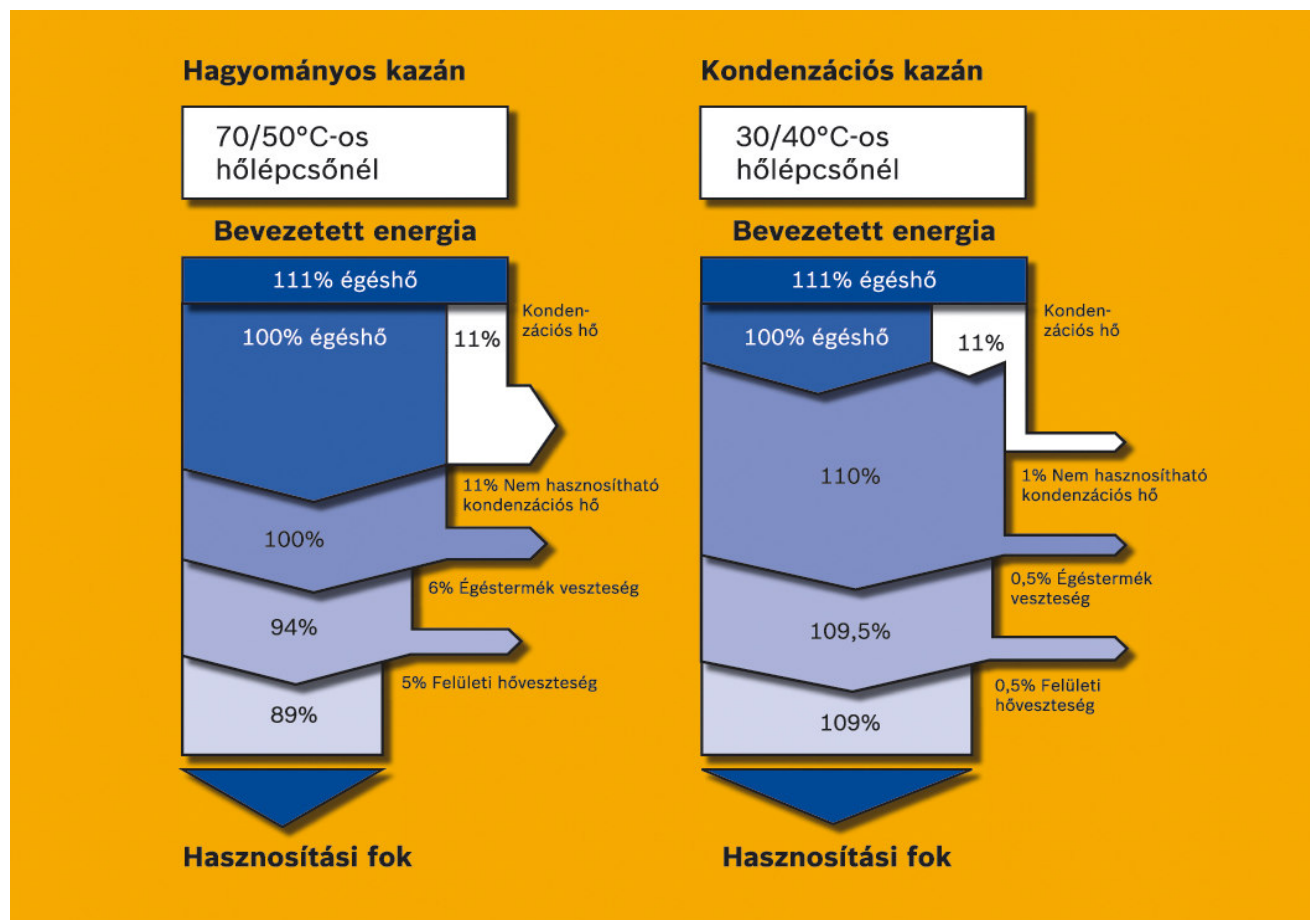 Hagyományos kazán
70/50°C-os
hőlépcsőnél
Bevezetett energia
111% égéshő
100% égéshő
11%
Konden-
zációs hő
11% Nem hasznosítható
kondenzációs hő
100%
6% Égéstermék veszteség
94%
5% Felületi hőveszteség
89%
Hasznosítási fok
Kondenzációs kazán
30/40°C-os
hőlépcsőnél
Bevezetett energia
111% égéshő
100% égéshő
11%
Konden-
zációs hő
110%
1% Nem hasznosítható
kondenzációs hő
0,5% Égéstermék
veszteség
109,5%
0,5% Felületi
hőveszteség
109%
Hasznosítási fok